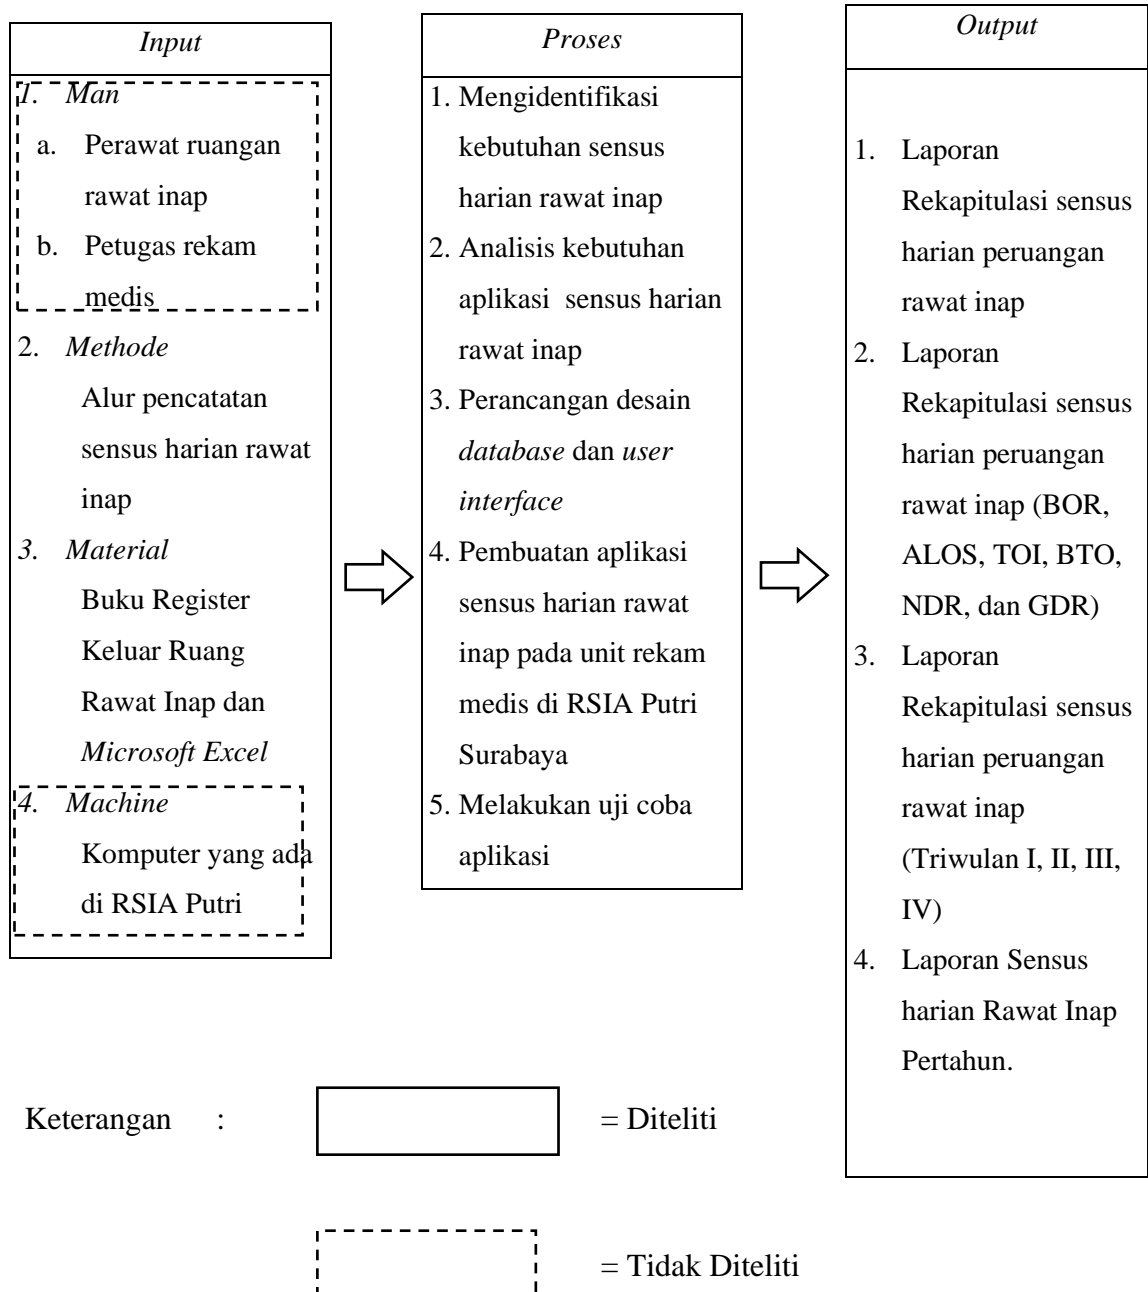 Input
1. Man
a. Perawat ruangan
rawat inap
b. Petugas rekam
medis
2. Methode
Alur pencatatan
sensus harian rawat
inap
3. Material
Buku Register
Keluar Ruang
Rawat Inap dan
Microsoft Excel
4. Machine
Komputer yang ada
di RSIA Putri
Proses
1. Mengidentifikasi
kebutuhan sensus
harian rawat inap
2. Analisis kebutuhan
aplikasi sensus harian
rawat inap
3. Perancangan desain
database dan user
interface
4. Pembuatan aplikasi
sensus harian rawat
inap pada unit rekam
medis di RSIA Putri
Surabaya
5. Melakukan uji coba
aplikasi
Output
1. Laporan
Rekapitulasi sensus
harian peruangan
rawat inap
2. Laporan
Rekapitulasi sensus
harian peruangan
rawat inap (BOR,
ALOS, TOI, BTO,
NDR, dan GDR)
3. Laporan
Rekapitulasi sensus
harian peruangan
rawat inap
(Triwulan I, II, III,
IV)
4. Laporan Sensus
harian Rawat Inap
Pertahun.
Keterangan :
= Diteliti
= Tidak Diteliti